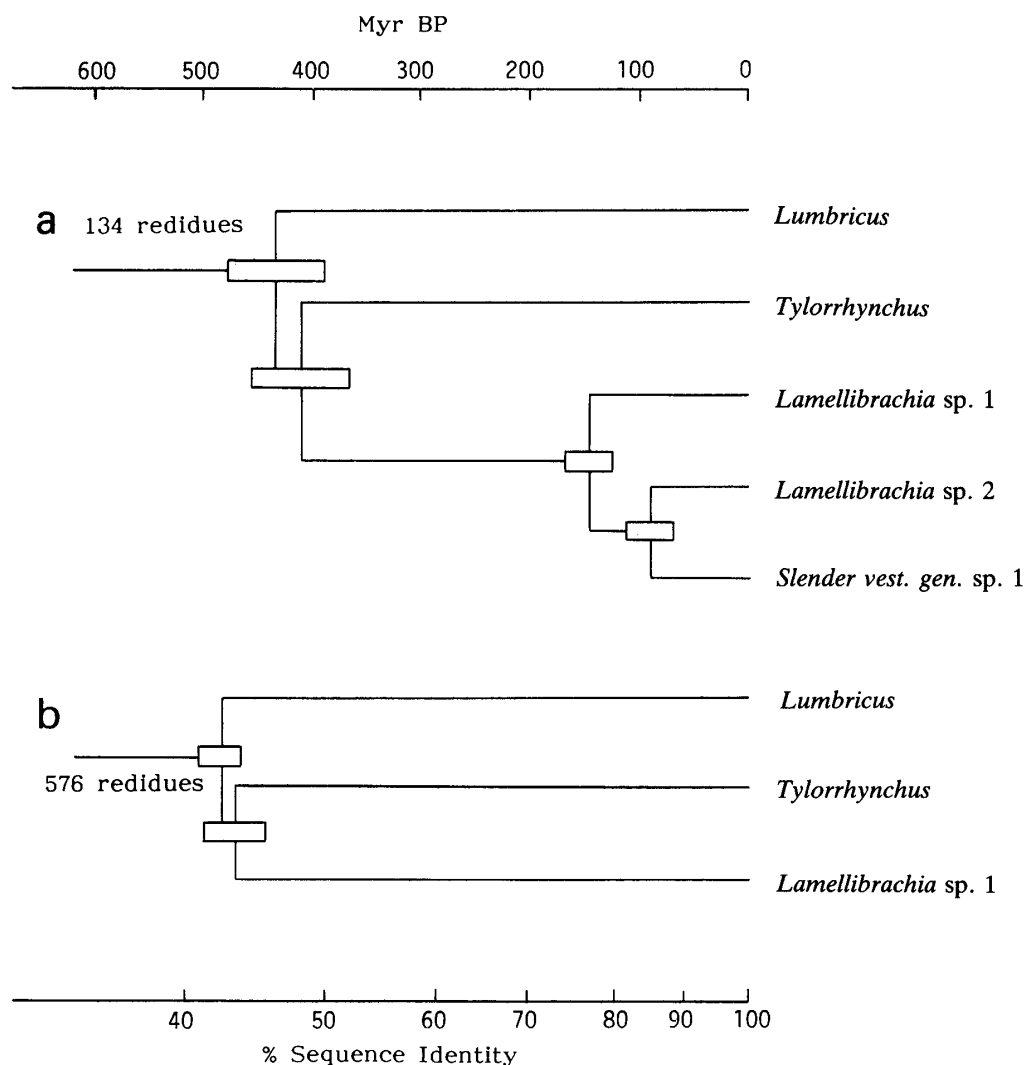 Myr BP
600 500 400 300 200 100 0
a 134 redidues
Lumbricus
Tylorrhynchus
Lamellibrachia sp. 1
Lamellibrachia sp. 2
Slender vest. gen. sp. 1
b
Lumbricus
576 redidues
Tylorrhynchus
Lamellibrachia sp. 1
40 50 60 70 80 90 100
% Sequence Identity